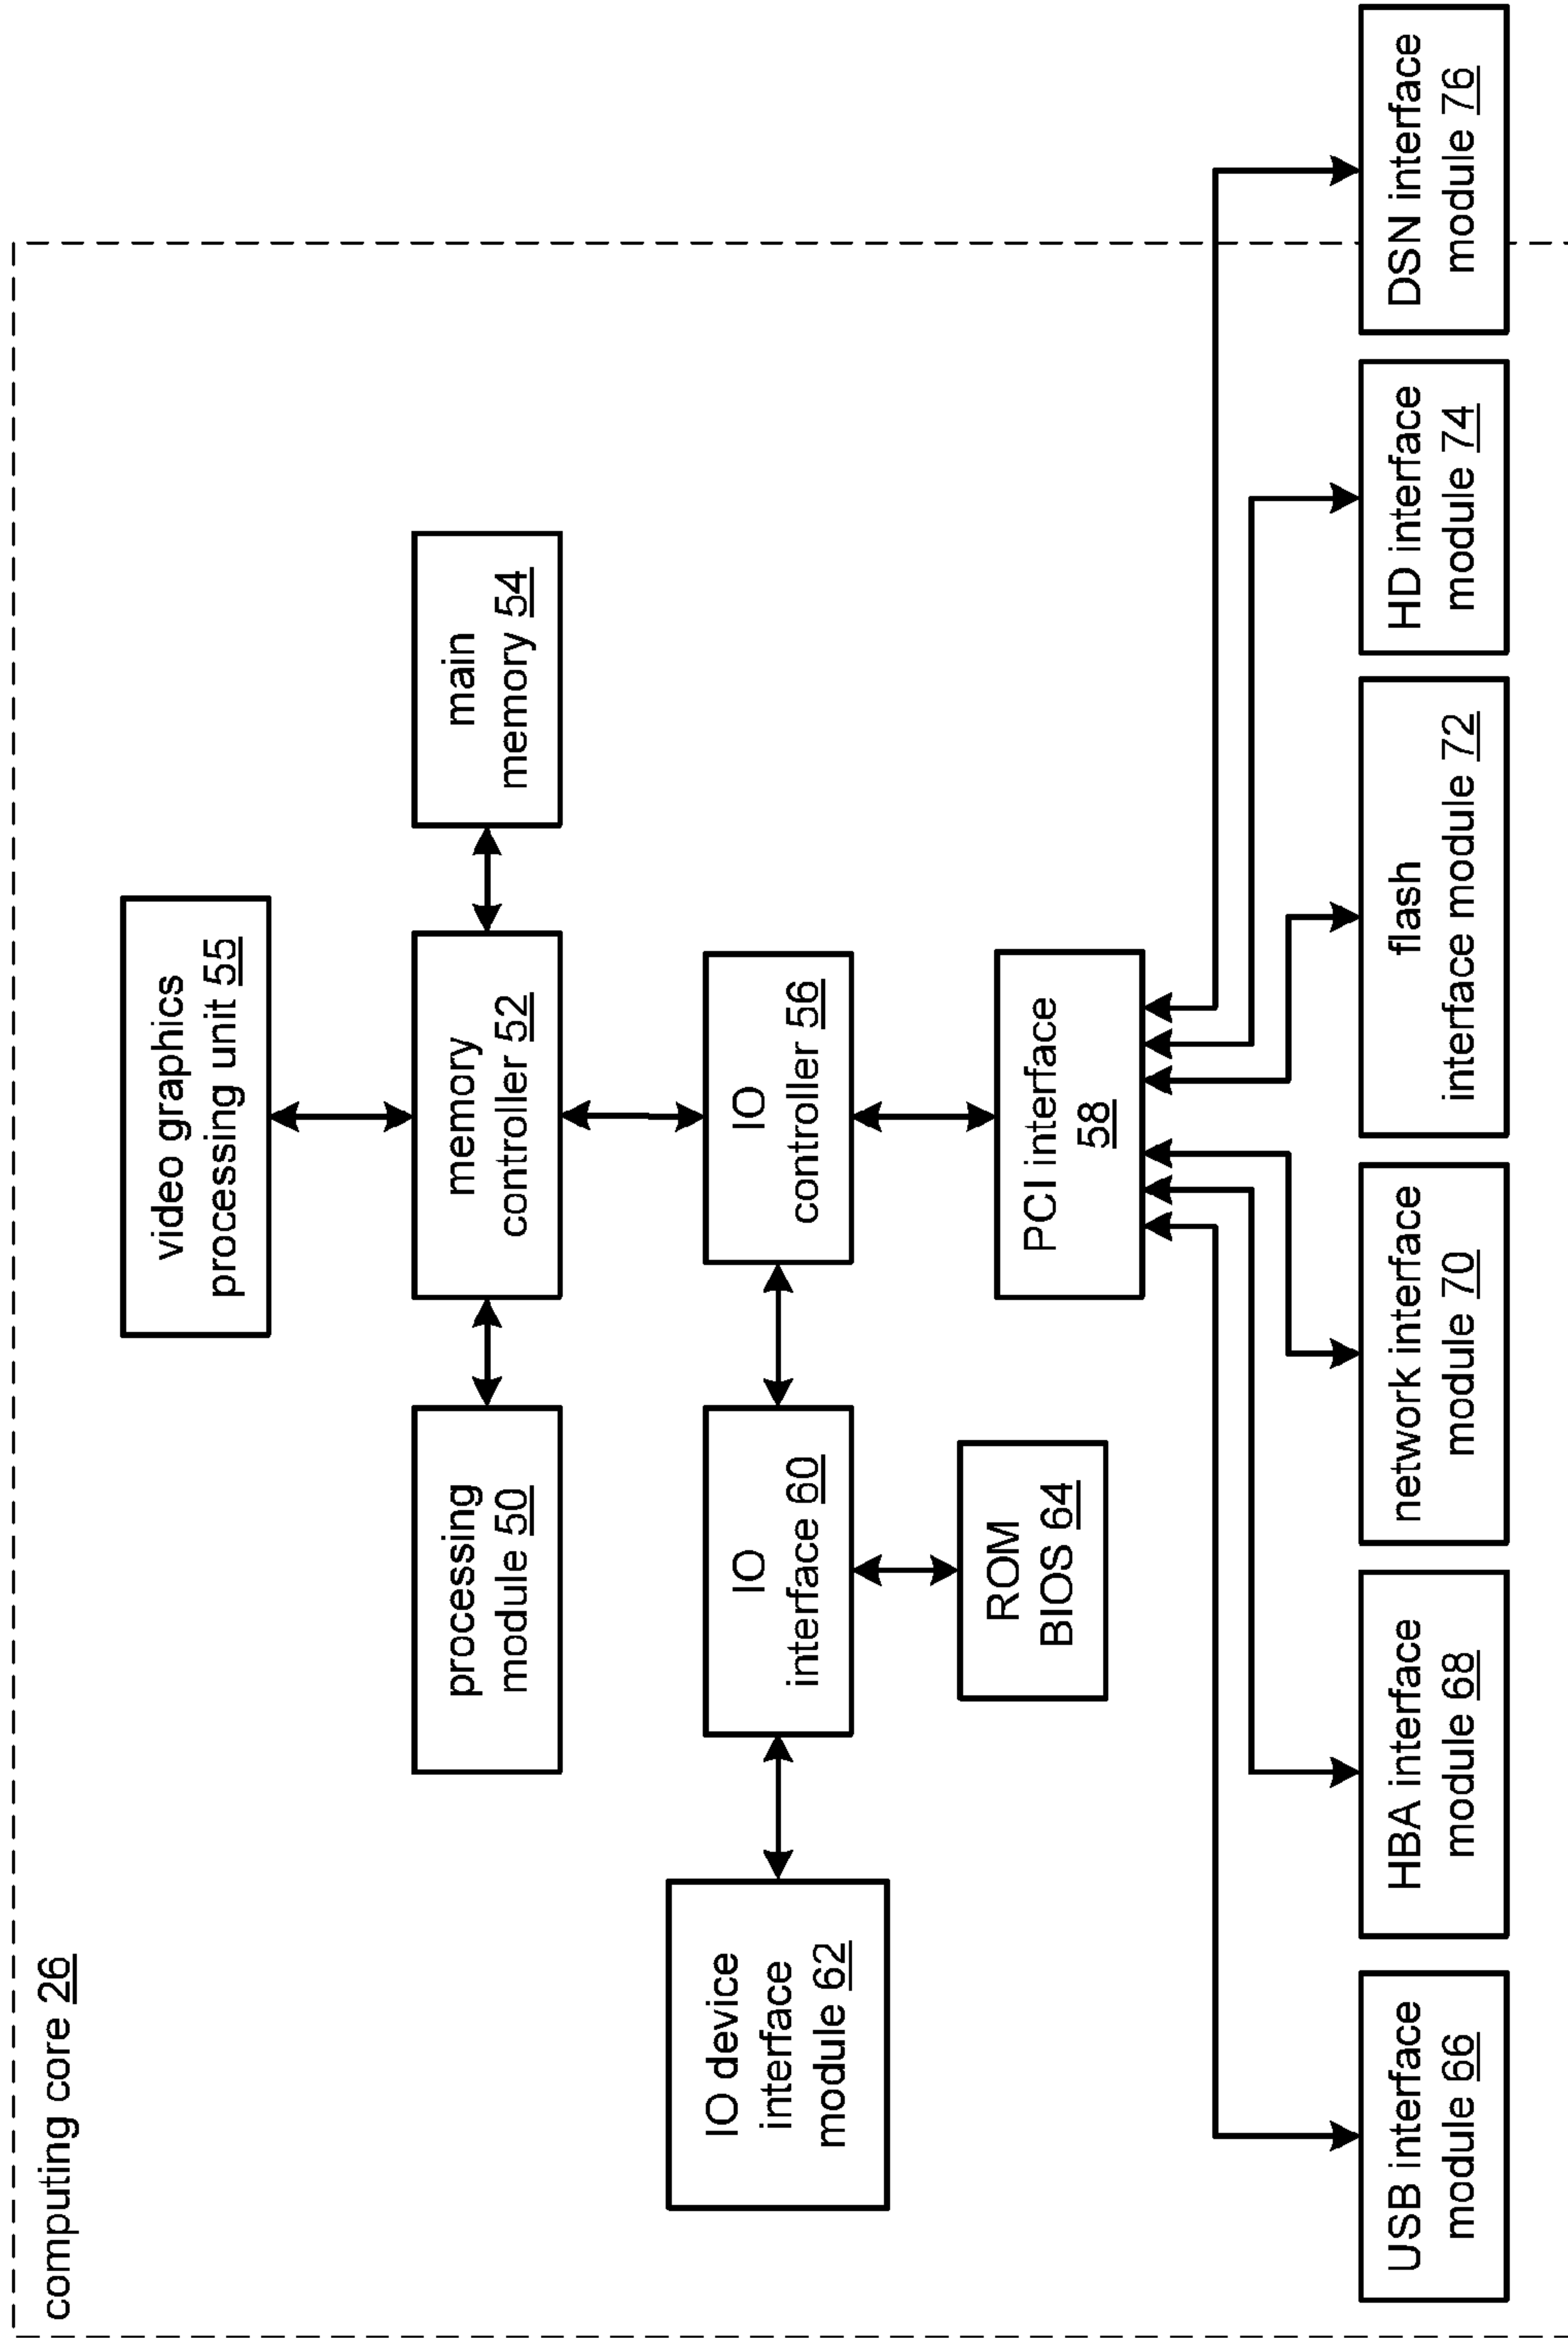 computing core 26
video graphics
processing unit 55
processing
module 50
memory
controller 52
main
memory 54
IO device
interface
module 62
IO
interface 60
IO
controller 56
ROM
BIOS 64
PCI interface
58
USB interface
module 66
HBA interface
module 68
network interface
module 70
flash
interface module 72
HD interface
module 74
DSN interface
module 76